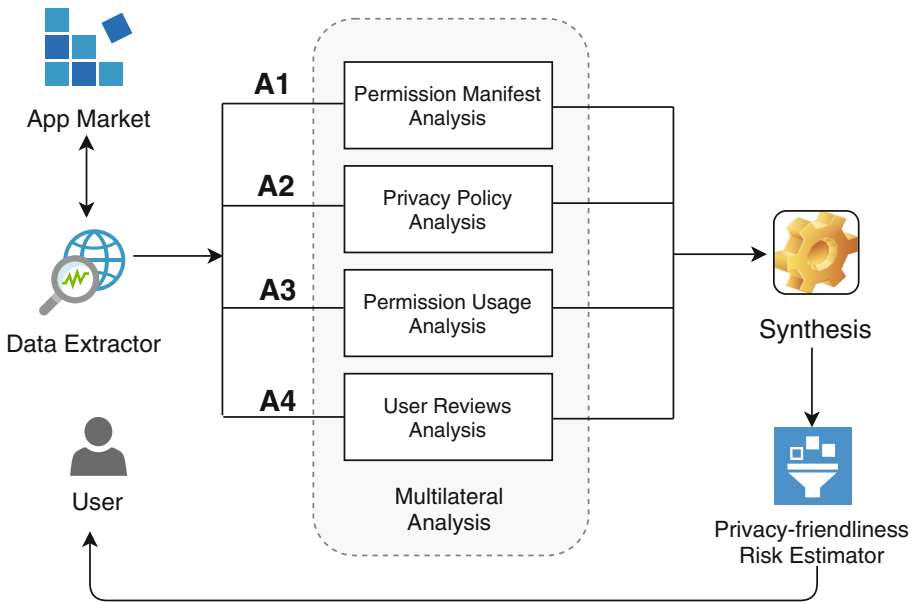 App Market
Data Extractor
User
A1
Permission Manifest
Analysis
A2
Privacy Policy
Analysis
A3
Permission Usage
Analysis
A4
User Reviews
Analysis
Multilateral
Analysis
Synthesis
Privacy-friendliness
Risk Estimator